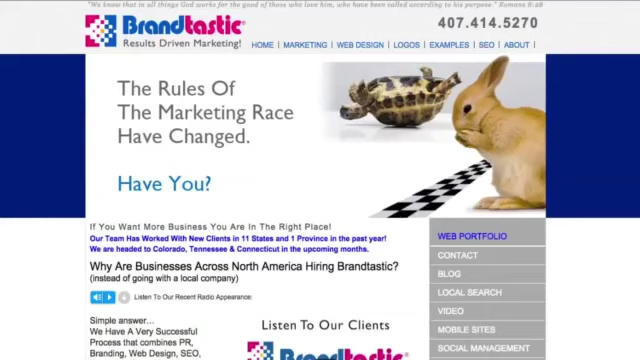 "We know that in all things God works for the good of those who love him, who have been called according to his purpose." Romans 8:28
Brandtastic
Results Driven Marketing!
407.414.5270
HOME | MARKETING | WEB DESIGN | LOGOS | EXAMPLES | SEO | ABOUT |
The Rules Of
The Marketing Race
Have Changed.
Have You?
If You Want More Business You Are In The Right Place!
Our Team Has Worked With New Clients in 11 States and 1 Province in the past year!
We are headed to Colorado, Tennessee & Connecticut in the upcoming months.
Why Are Businesses Across North America Hiring Brandtastic?
(instead of going with a local company)
Listen To Our Recent Radio Appearance:
Simple answer…
We Have A Very Successful
Process that combines PR,
Branding, Web Design, SEO,
Listen To Our Clients
Brandtastic
WEB PORTFOLIO
CONTACT
BLOG
LOCAL SEARCH
VIDEO
MOBILE SITES
SOCIAL MANAGEMENT